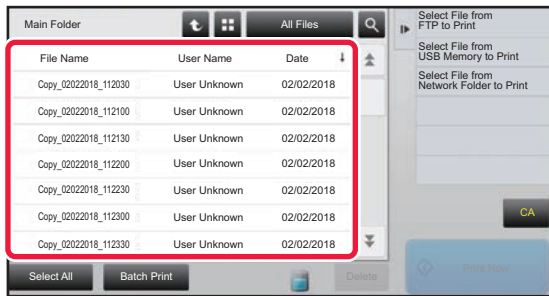 Main Folder
All Files
File Name User Name Date
Copy_02022018_112030 User Unknown 02/02/2018
Copy_02022018_112100 User Unknown 02/02/2018
Copy_02022018_112130 User Unknown 02/02/2018
Copy_02022018_112200 User Unknown 02/02/2018
Copy_02022018_112230 User Unknown 02/02/2018
Copy_02022018_112300 User Unknown 02/02/2018
Copy_02022018_112330 User Unknown 02/02/2018
Select All
Batch Print
Delete
Select File from
FTP to Print
Select File from
USB Memory to Print
Select File from
Network Folder to Print
CA
Print Now